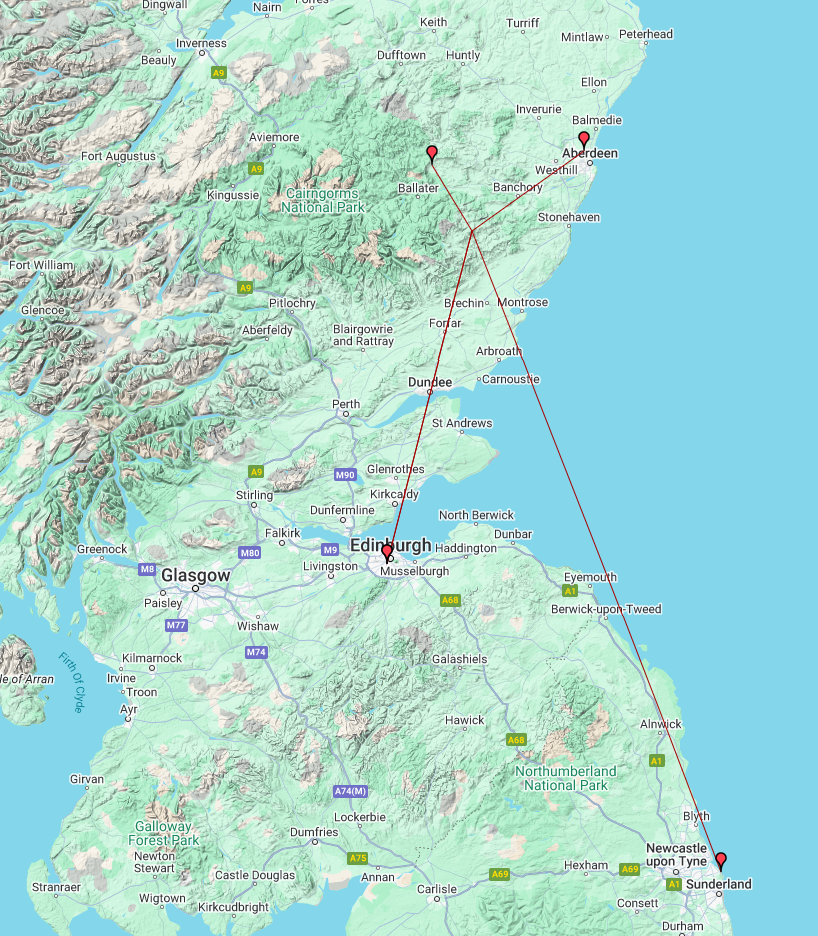 Dingwall
Nairn
Forres
Keith
Turriff
Mintlaw
Peterhead
Inverness
Beauly
Dufftown
Huntly
A9
Ellon
Inverurie
Balmedie
Aviemore
Fort Augustus
A9
Aberdeen
Westhill
Kingussie
Cairngorms
National Park
Ballater
Banchory
Stonehaven
Fort William
A9
Glencoe
Pitlochry
Brechin
Montrose
Aberfeldy
Blairgowrie
and Rattray
Forfar
Arbroath
Dundee
Carnoustie
Perth
St Andrews
A9
M90
Glenrothes
Stirling
Kirkcaldy
Dunfermline
North Berwick
Falkirk
Dunbar
Greenock
M80
M9
Edinburgh
Haddington
M8
Glasgow
Livingston
Musselburgh
Eyemouth
A1
Paisley
A68
Berwick-upon-Tweed
M77
Wishaw
Firth Of Clyde
Kilmarnock
M74
Galashiels
le of Arran
Irvine
Troon
Ayr
Hawick
Alnwick
A68
A1
Girvan
Northumberland
National Park
A74(M)
Galloway
Forest Park
Lockerbie
Blyth
Dumfries
Newton
Stewart
A75
Newcastle
upon Tyne
Castle Douglas
Annan
A69
Hexham
A69
A1
Sunderland
Stranraer
Wigtown
Kirkcudbright
Carlisle
Consett
Durham